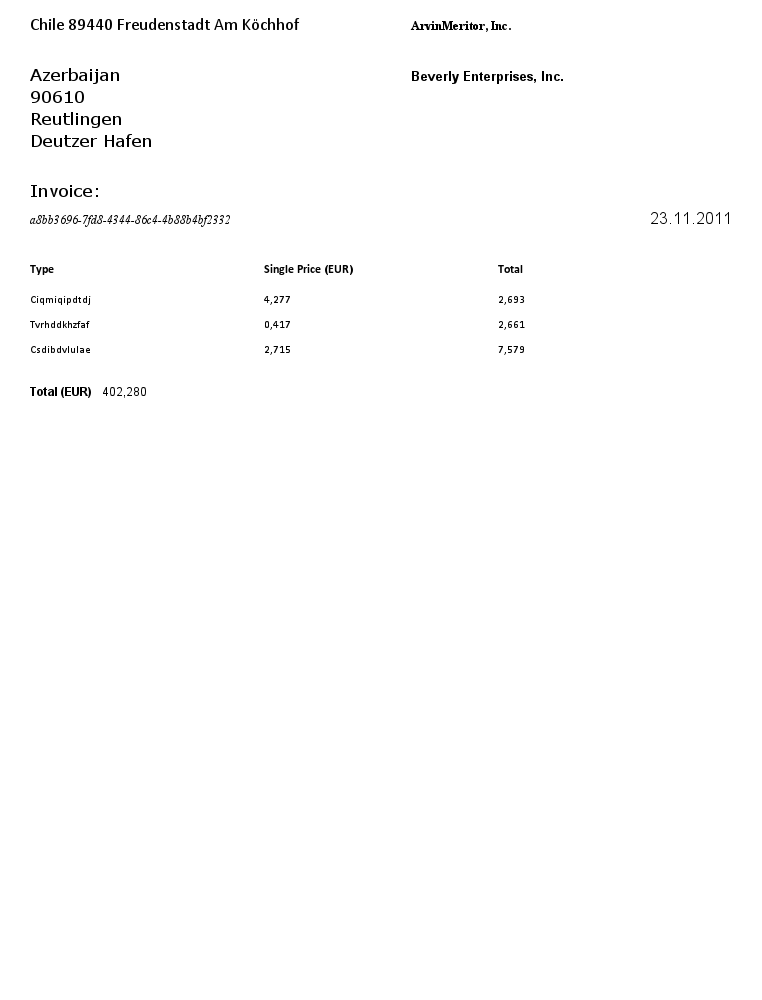 Chile 89440 Freudenstadt Am Köchhof
ArvinMeritor, Inc.
Azerbaijan
90610
Reutlingen
Deutzer Hafen
Beverly Enterprises, Inc.
Invoice:
a8bb3696-7fd8-4344-86c4-4b88b4bf2332
23.11.2011
Type Single Price (EUR) Total
Ciqmiqipdtdj 4,277 2,693
Tvrhddkhzfaf 0,417 2,661
Csdibdvlulae 2,715 7,579
Total (EUR) 402,280